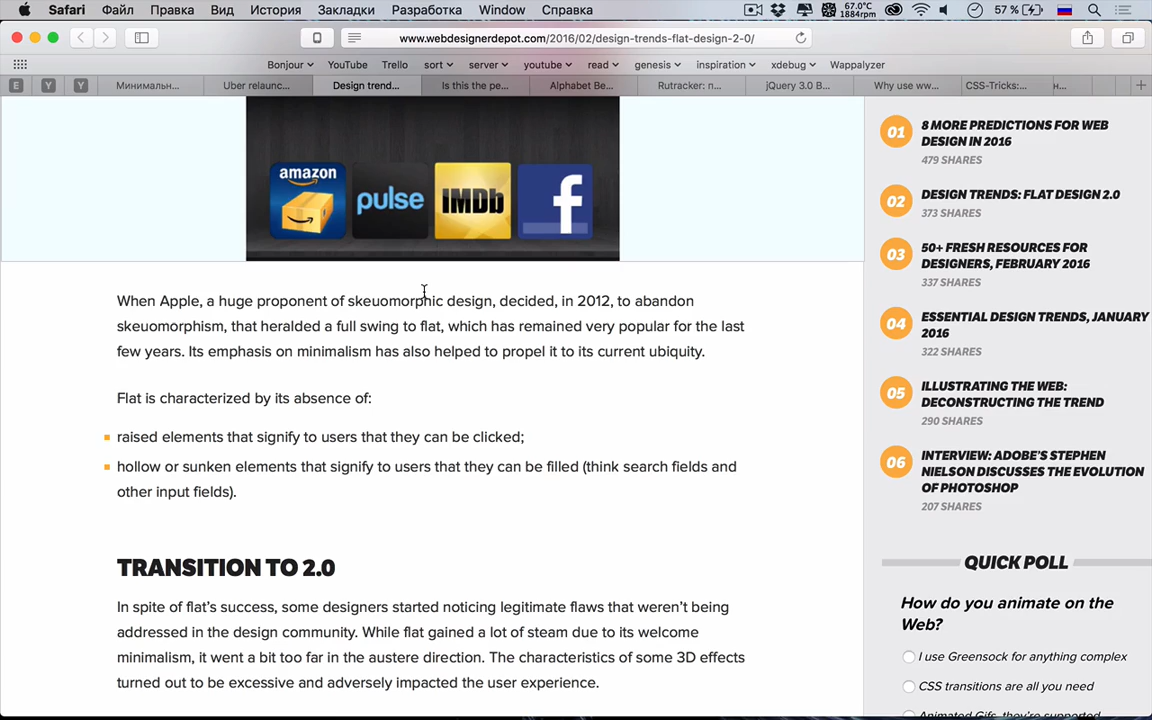 Safari Файл Правка Вид История Закладки Разработка Window Справка 67.0°C 1884rpm 57 %
www.webdesignerdepot.com/2016/02/design-trends-flat-design-2-0/
Bonjour YouTube Trello sort server youtube read genesis inspiration xdebug Wappalyzer
E Y Y Минимальн... Uber relaunc... Design trend... Is this the pe... Alphabet Be... Rutracker: n... jQuery 3.0 B... Why use ww... CSS-Tricks:... н...
amazon pulse IMDb f
When Apple, a huge proponent of skeuomorphic design, decided, in 2012, to abandon
skeuomorphism, that heralded a full swing to flat, which has remained very popular for the last
few years. Its emphasis on minimalism has also helped to propel it to its current ubiquity.
Flat is characterized by its absence of:
raised elements that signify to users that they can be clicked;
hollow or sunken elements that signify to users that they can be filled (think search fields and
other input fields).
TRANSITION TO 2.0
In spite of flat's success, some designers started noticing legitimate flaws that weren't being
addressed in the design community. While flat gained a lot of steam due to its welcome
minimalism, it went a bit too far in the austere direction. The characteristics of some 3D effects
turned out to be excessive and adversely impacted the user experience.
01 8 MORE PREDICTIONS FOR WEB
DESIGN IN 2016
479 SHARES
02 DESIGN TRENDS: FLAT DESIGN 2.0
373 SHARES
03 50+ FRESH RESOURCES FOR
DESIGNERS, FEBRUARY 2016
337 SHARES
04 ESSENTIAL DESIGN TRENDS, JANUARY
2016
322 SHARES
05 ILLUSTRATING THE WEB:
DECONSTRUCTING THE TREND
290 SHARES
06 INTERVIEW: ADOBE'S STEPHEN
NIELSON DISCUSSES THE EVOLUTION
OF PHOTOSHOP
207 SHARES
QUICK POLL
How do you animate on the
Web?
I use Greensock for anything complex
CSS transitions are all you need
Animated Gifs, they're supported